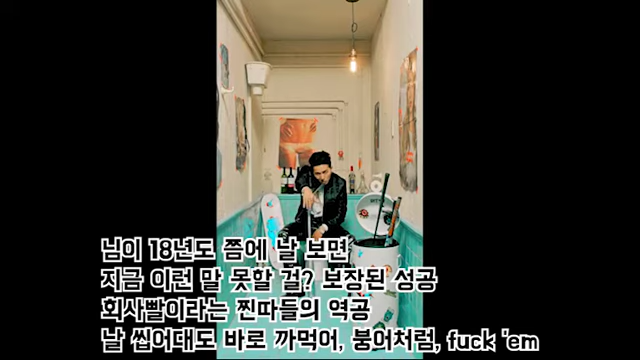 님이 18년도 쯤에 날 보면
지금 이런 말 못할 걸? 보장된 성공
회사빨이라는 찐따들의 역공
날 씹어대도 바로 까먹어, 붕어처럼, fuck 'em